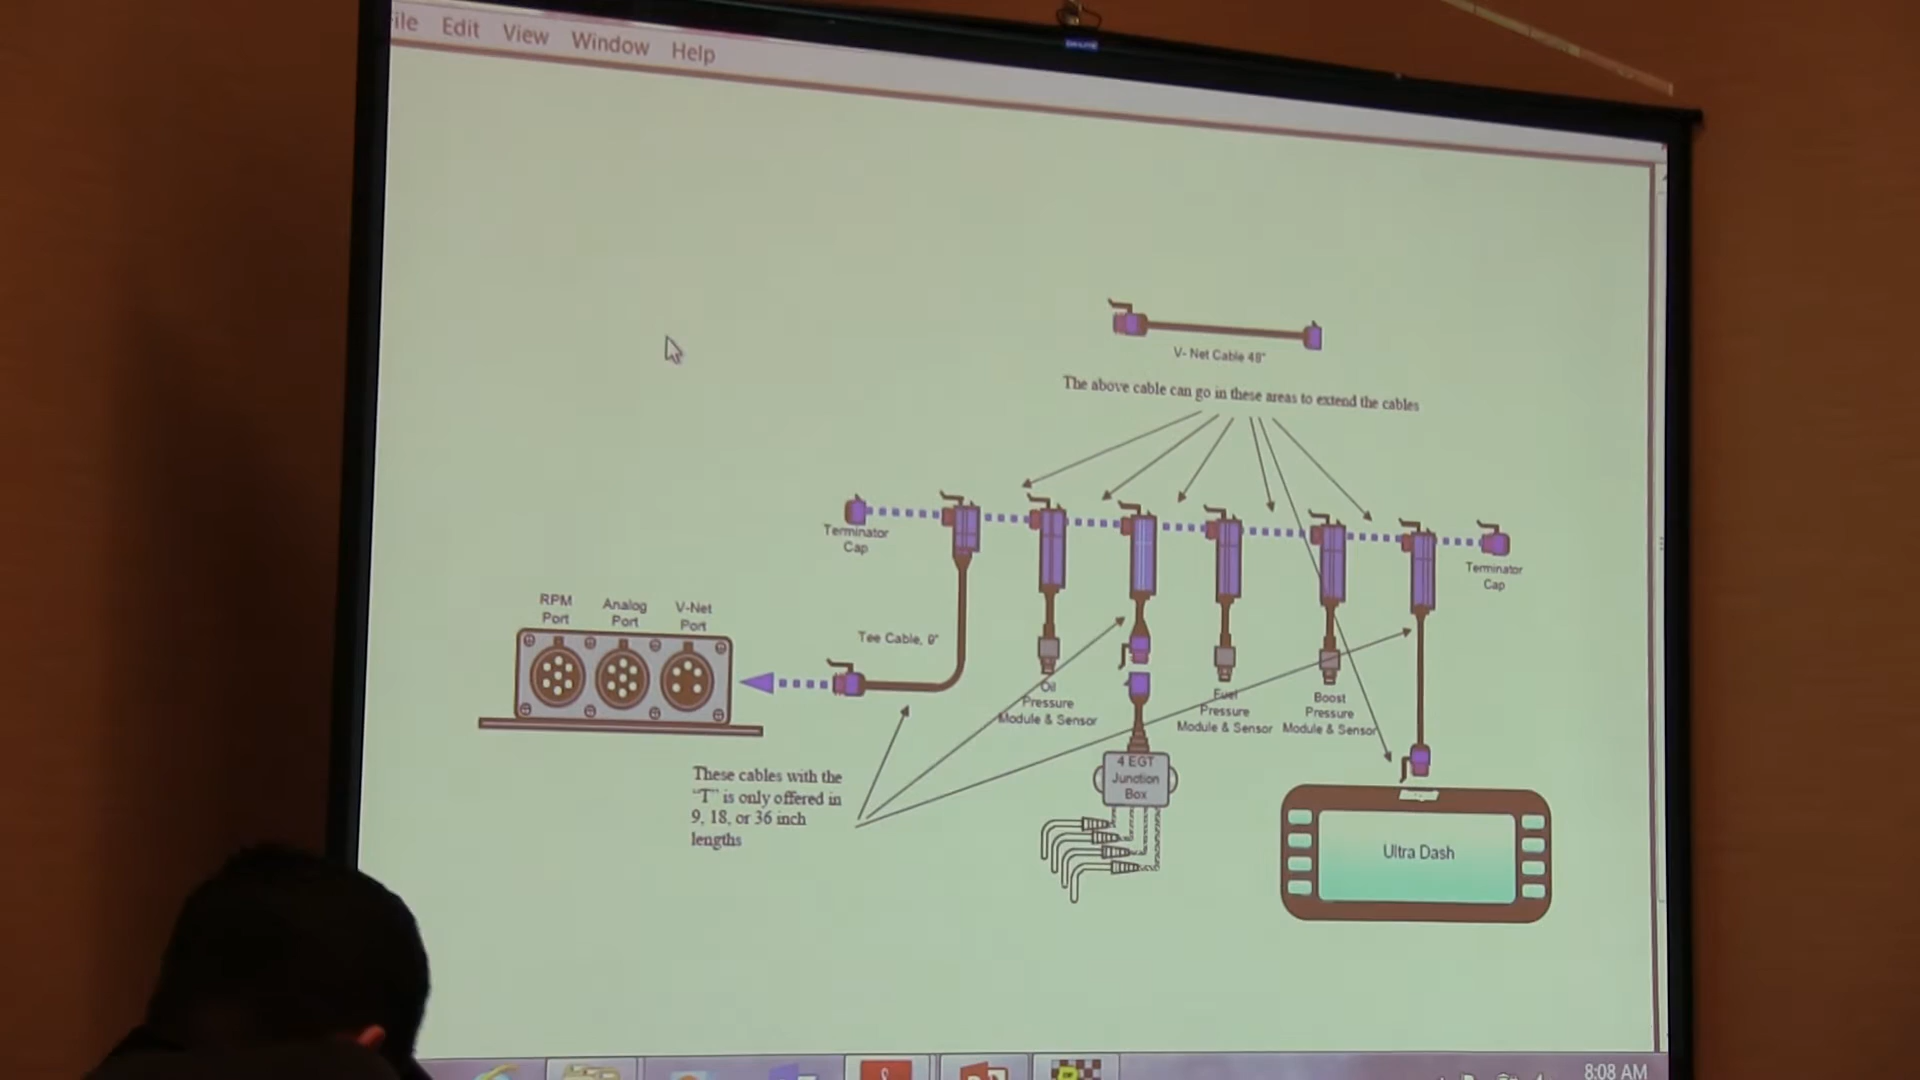 File Edit View Window Help
V- Net Cable 48"
The above cable can go in these areas to extend the cables
Terminator
Cap
Terminator
Cap
RPM
Port
Analog
Port
V-Net
Port
Tee Cable, 9"
Oil
Pressure
Module & Sensor
Fuel
Pressure
Module & Sensor
Boost
Pressure
Module & Sensor
4 EGT
Junction
Box
These cables with the
"T" is only offered in
9, 18, or 36 inch
lengths
Ultra Dash
8:08 AM